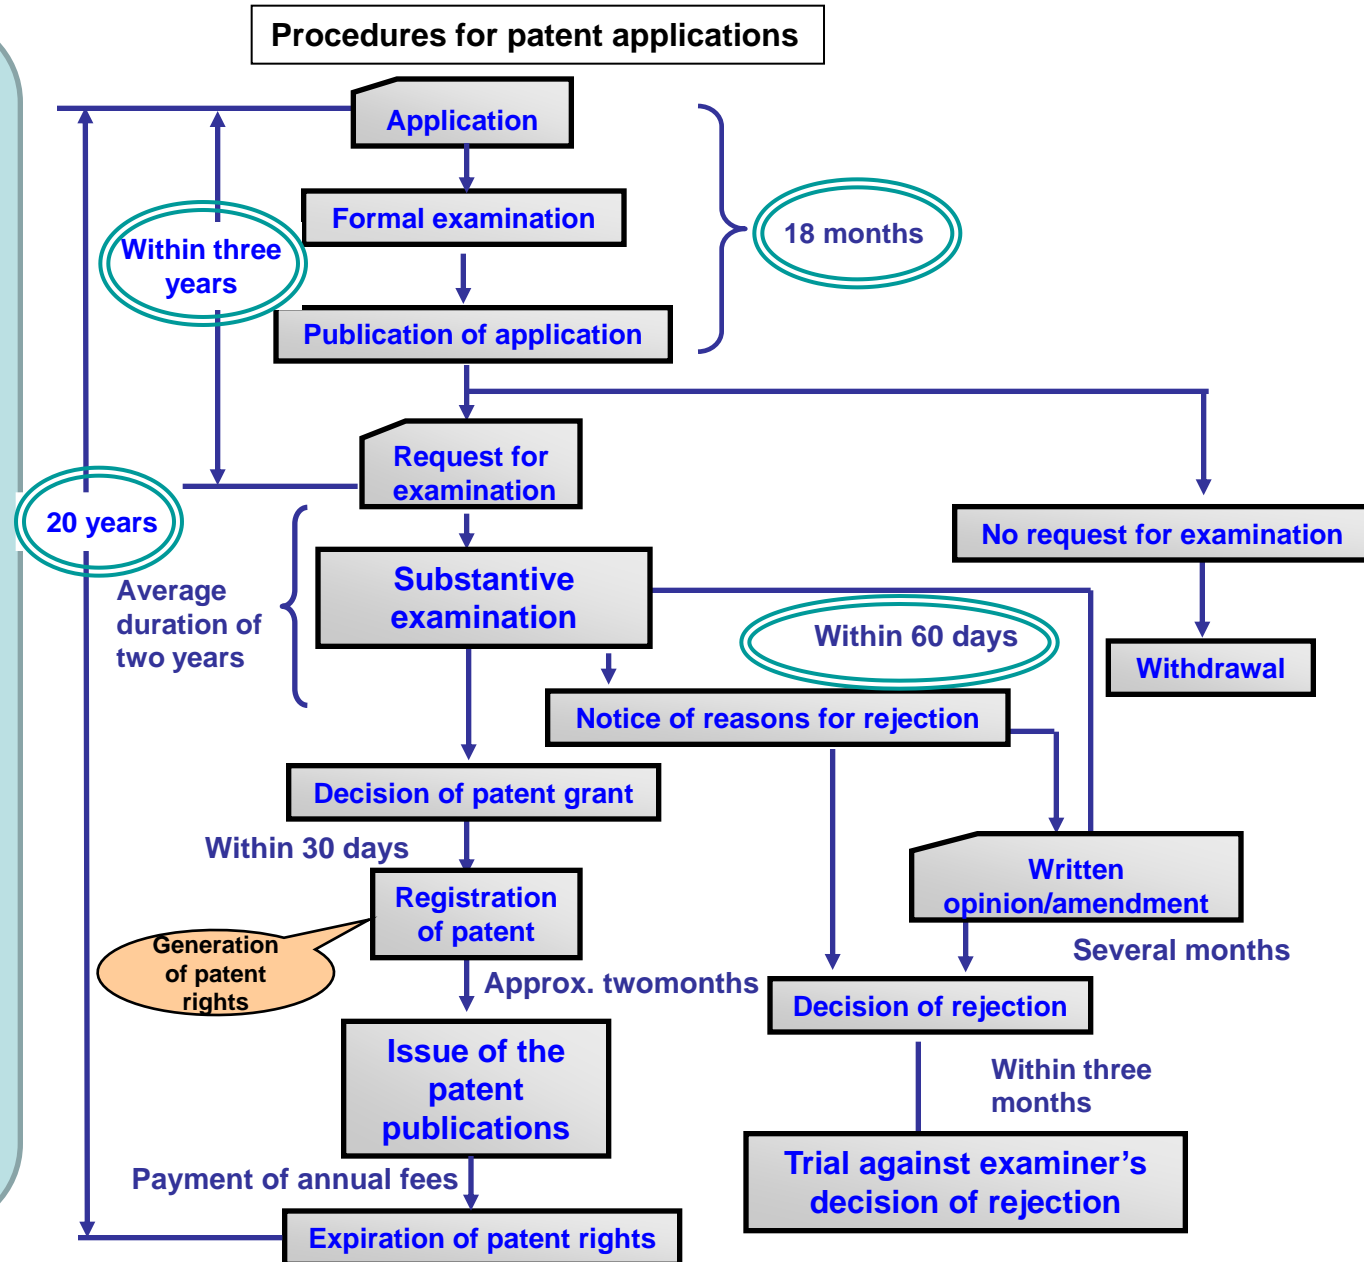 Procedures for patent applications
Application
Formal examination
18 months
Within three
years
Publication of application
Request for
examination
20 years
No request for examination
Average
duration of
two years
Substantive
examination
Within 60 days
Withdrawal
Notice of reasons for rejection
Decision of patent grant
Within 30 days
Written
opinion/amendment
Registration
of patent
Generation
of patent
rights
Several months
Approx. twomonths
Decision of rejection
Issue of the
patent
publications
Within three
months
Payment of annual fees
Trial against examiner’s
decision of rejection
Expiration of patent rights